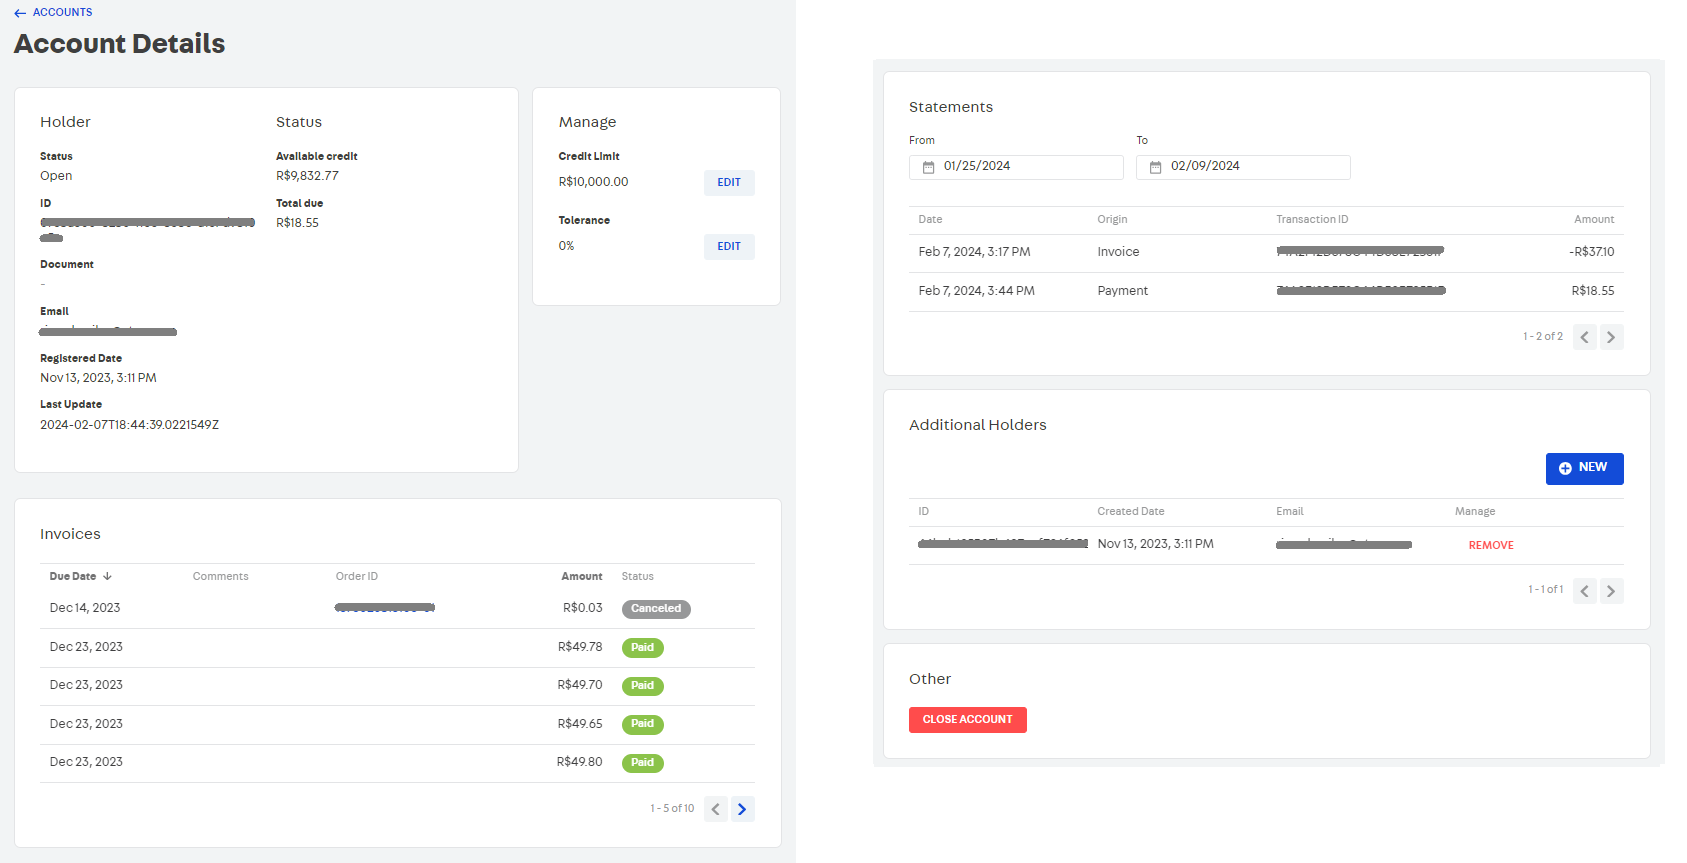 ACCOUNTS
Account Details
Holder
Status
Open
ID
Document
-
Email
Registered Date
Nov 13, 2023, 3:11 PM
Last Update
2024-02-07T18:44:39.0221549Z
Status
Available credit
R$9,832.77
Total due
R$18.55
Manage
Credit Limit
R$10,000.00 EDIT
Tolerance
0% EDIT
Invoices
Due Date Comments Order ID Amount Status
Dec 14, 2023 R$0.03 Canceled
Dec 23, 2023 R$49.78 Paid
Dec 23, 2023 R$49.70 Paid
Dec 23, 2023 R$49.65 Paid
Dec 23, 2023 R$49.80 Paid
1 - 5 of 10
Statements
From To
01/25/2024 02/09/2024
Date Origin Transaction ID Amount
Feb 7, 2024, 3:17 PM Invoice -R$37.10
Feb 7, 2024, 3:44 PM Payment R$18.55
1 - 2 of 2
Additional Holders
NEW
ID Created Date Email Manage
Nov 13, 2023, 3:11 PM REMOVE
1 - 1 of 1
Other
CLOSE ACCOUNT